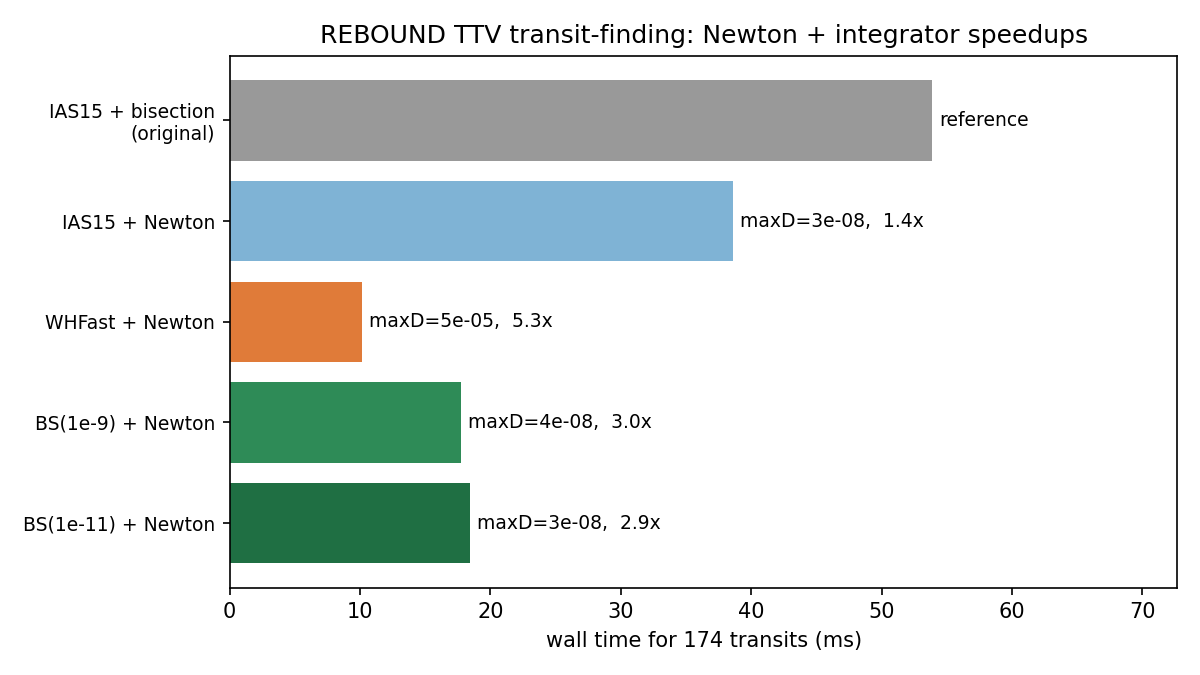 REBOUND TTV transit-finding: Newton + integrator speedups
IAS15 + bisection
(original)
reference
IAS15 + Newton
maxD=3e-08,  1.4x
WHFast + Newton
maxD=5e-05,  5.3x
BS(1e-9) + Newton
maxD=4e-08,  3.0x
BS(1e-11) + Newton
maxD=3e-08,  2.9x
0 10 20 30 40 50 60 70
wall time for 174 transits (ms)